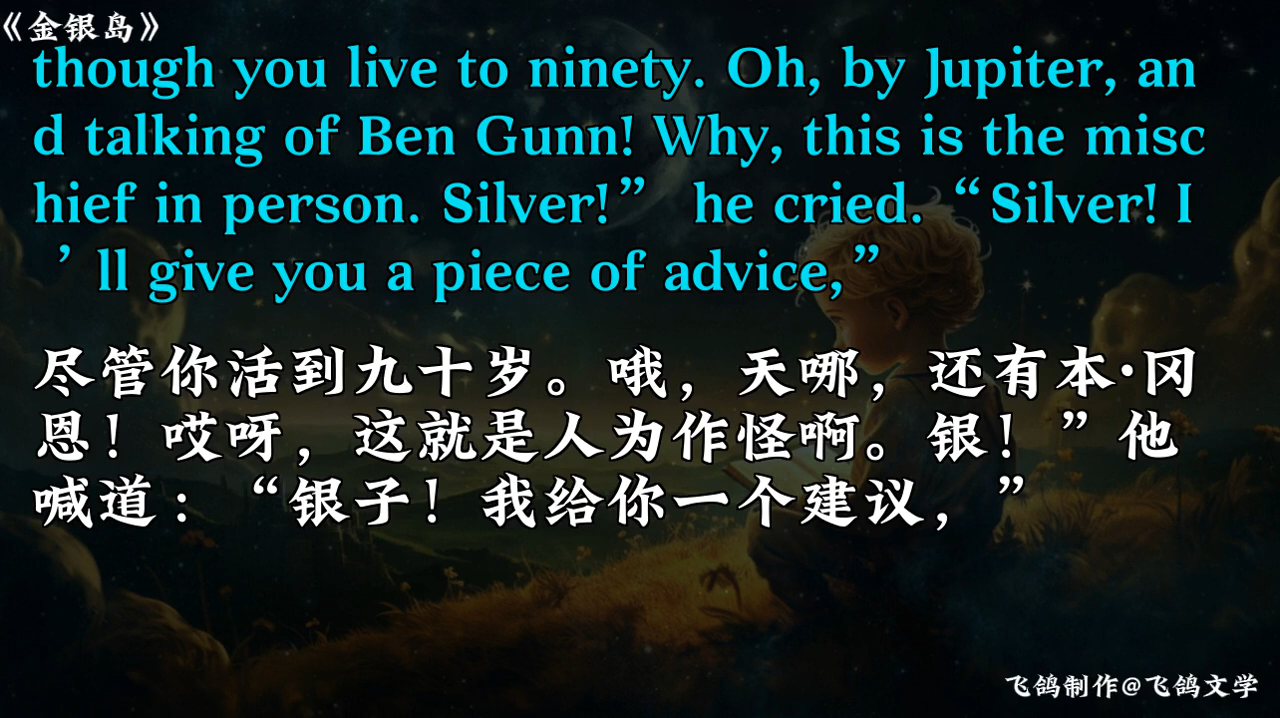 《金银岛》
though you live to ninety. Oh, by Jupiter, an
d talking of Ben Gunn! Why, this is the misc
hief in person. Silver!” he cried. “Silver! I
’ ll give you a piece of advice,”
尽管你活到九十岁。哦，天哪，还有本·冈
恩！哎呀，这就是人为作怪啊。银！”他
喊道：“银子！我给你一个建议，”
飞鸽制作@飞鸽文学